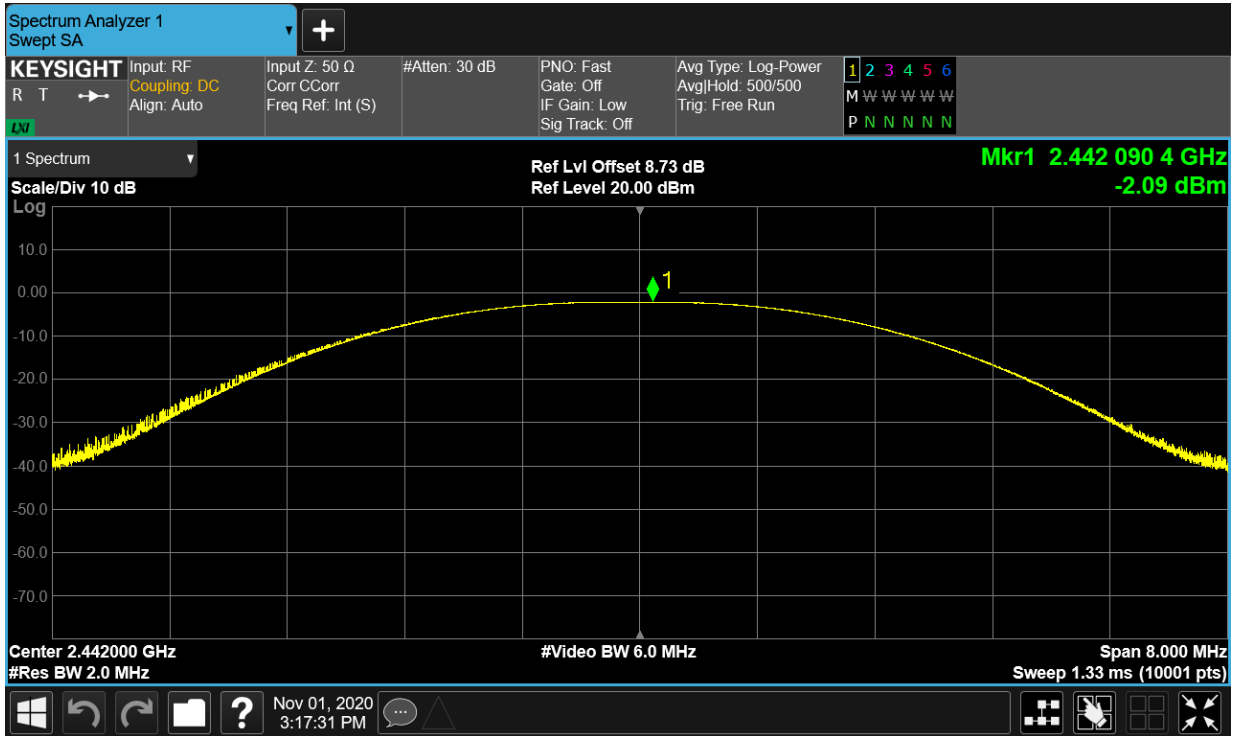 Spectrum Analyzer 1
Swept SA
KEYSIGHT
R T
LXI
Input: RF
Coupling: DC
Align: Auto
Input Z: 50 Ω
Corr CCorr
Freq Ref: Int (S)
#Atten: 30 dB
PNO: Fast
Gate: Off
IF Gain: Low
Sig Track: Off
Avg Type: Log-Power
Avg|Hold: 500/500
Trig: Free Run
1 2 3 4 5 6
M W W W W W
P N N N N N
1 Spectrum
Scale/Div 10 dB
Log
Ref Lvl Offset 8.73 dB
Ref Level 20.00 dBm
Mkr1 2.442 090 4 GHz
-2.09 dBm
1
10.0
0.00
-10.0
-20.0
-30.0
-40.0
-50.0
-60.0
-70.0
Center 2.442000 GHz
#Res BW 2.0 MHz
#Video BW 6.0 MHz
Span 8.000 MHz
Sweep 1.33 ms (10001 pts)
?
Nov 01, 2020
3:17:31 PM